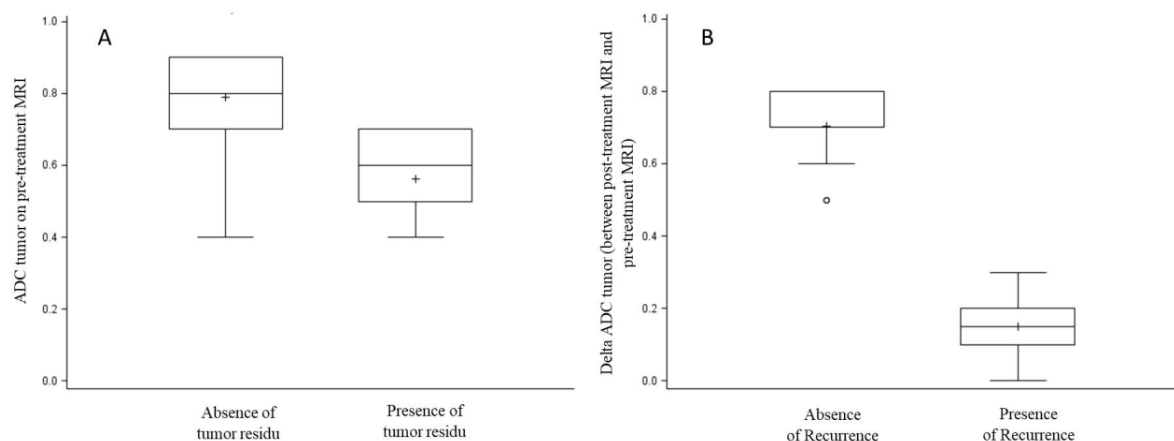 A
ADC tumor on pre-treatment MRI
1.0
0.8
0.6
0.4
0.2
0.0
Absence of
tumor residu
Presence of
tumor residu
B
Delta ADC tumor (between post-treatment MRI and
pre-treatment MRI)
1.0
0.8
0.6
0.4
0.2
0.0
Absence
of Recurrence
Presence
of Recurrence